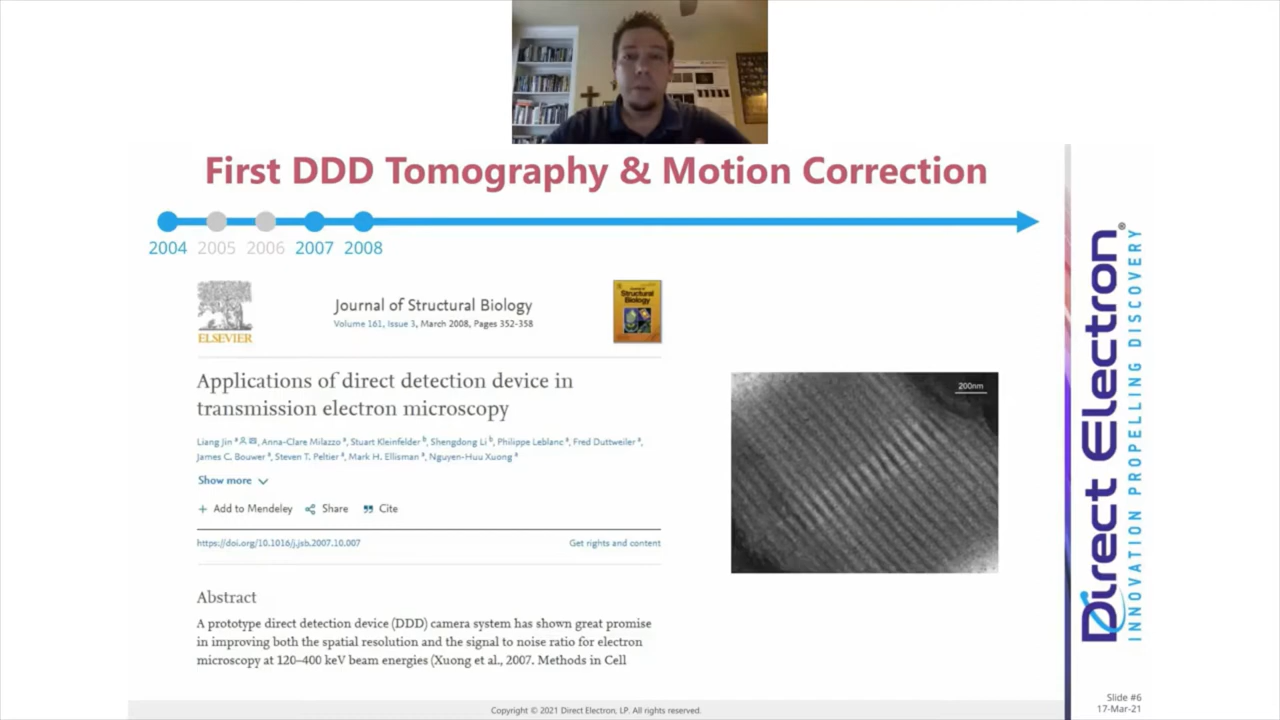 First DDD Tomography & Motion Correction
2004 2005 2006 2007 2008
ELSEVIER
Journal of Structural Biology
Volume 161, Issue 3, March 2008, Pages 352-358
Structural
Biology
Applications of direct detection device in
transmission electron microscopy
Liang Jin ª, Anna-Clare Milazzo ª, Stuart Kleinfelder ᵇ, Shengdong Li ᵇ, Philippe Leblanc ª, Fred Duttweiler ª,
James C. Bouwer ª, Steven T. Peltier ª, Mark H. Ellisman ª, Nguyen-Huu Xuong ª
Show more
+ Add to Mendeley Share Cite
https://doi.org/10.1016/j.jsb.2007.10.007 Get rights and content
Abstract
A prototype direct detection device (DDD) camera system has shown great promise
in improving both the spatial resolution and the signal to noise ratio for electron
microscopy at 120–400 keV beam energies (Xuong et al., 2007. Methods in Cell
200nm
Direct Electron®
INNOVATION PROPELLING DISCOVERY
Slide #6
17-Mar-21
Copyright © 2021 Direct Electron, LP. All rights reserved.